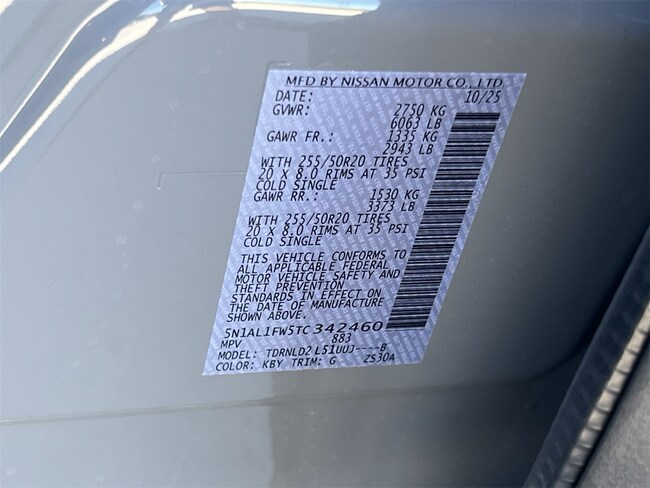 MFD BY NISSAN MOTOR CO., LTD
DATE: 10/25
GVWR: 2750 KG
6063 LB
GAWR FR.: 1335 KG
2943 LB
WITH 255/50R20 TIRES
20 X 8.0 RIMS AT 35 PSI
COLD SINGLE
GAWR RR.: 1530 KG
3373 LB
WITH 255/50R20 TIRES
20 X 8.0 RIMS AT 35 PSI
COLD SINGLE
THIS VEHICLE CONFORMS TO
ALL APPLICABLE FEDERAL
MOTOR VEHICLE SAFETY AND
THEFT PREVENTION
STANDARDS IN EFFECT ON
THE DATE OF MANUFACTURE
SHOWN ABOVE.
5N1AL1FW5TC342460
MPV 883
MODEL: TDRNLD2 L51UUJ----B
COLOR: KBY TRIM: G ZS30A